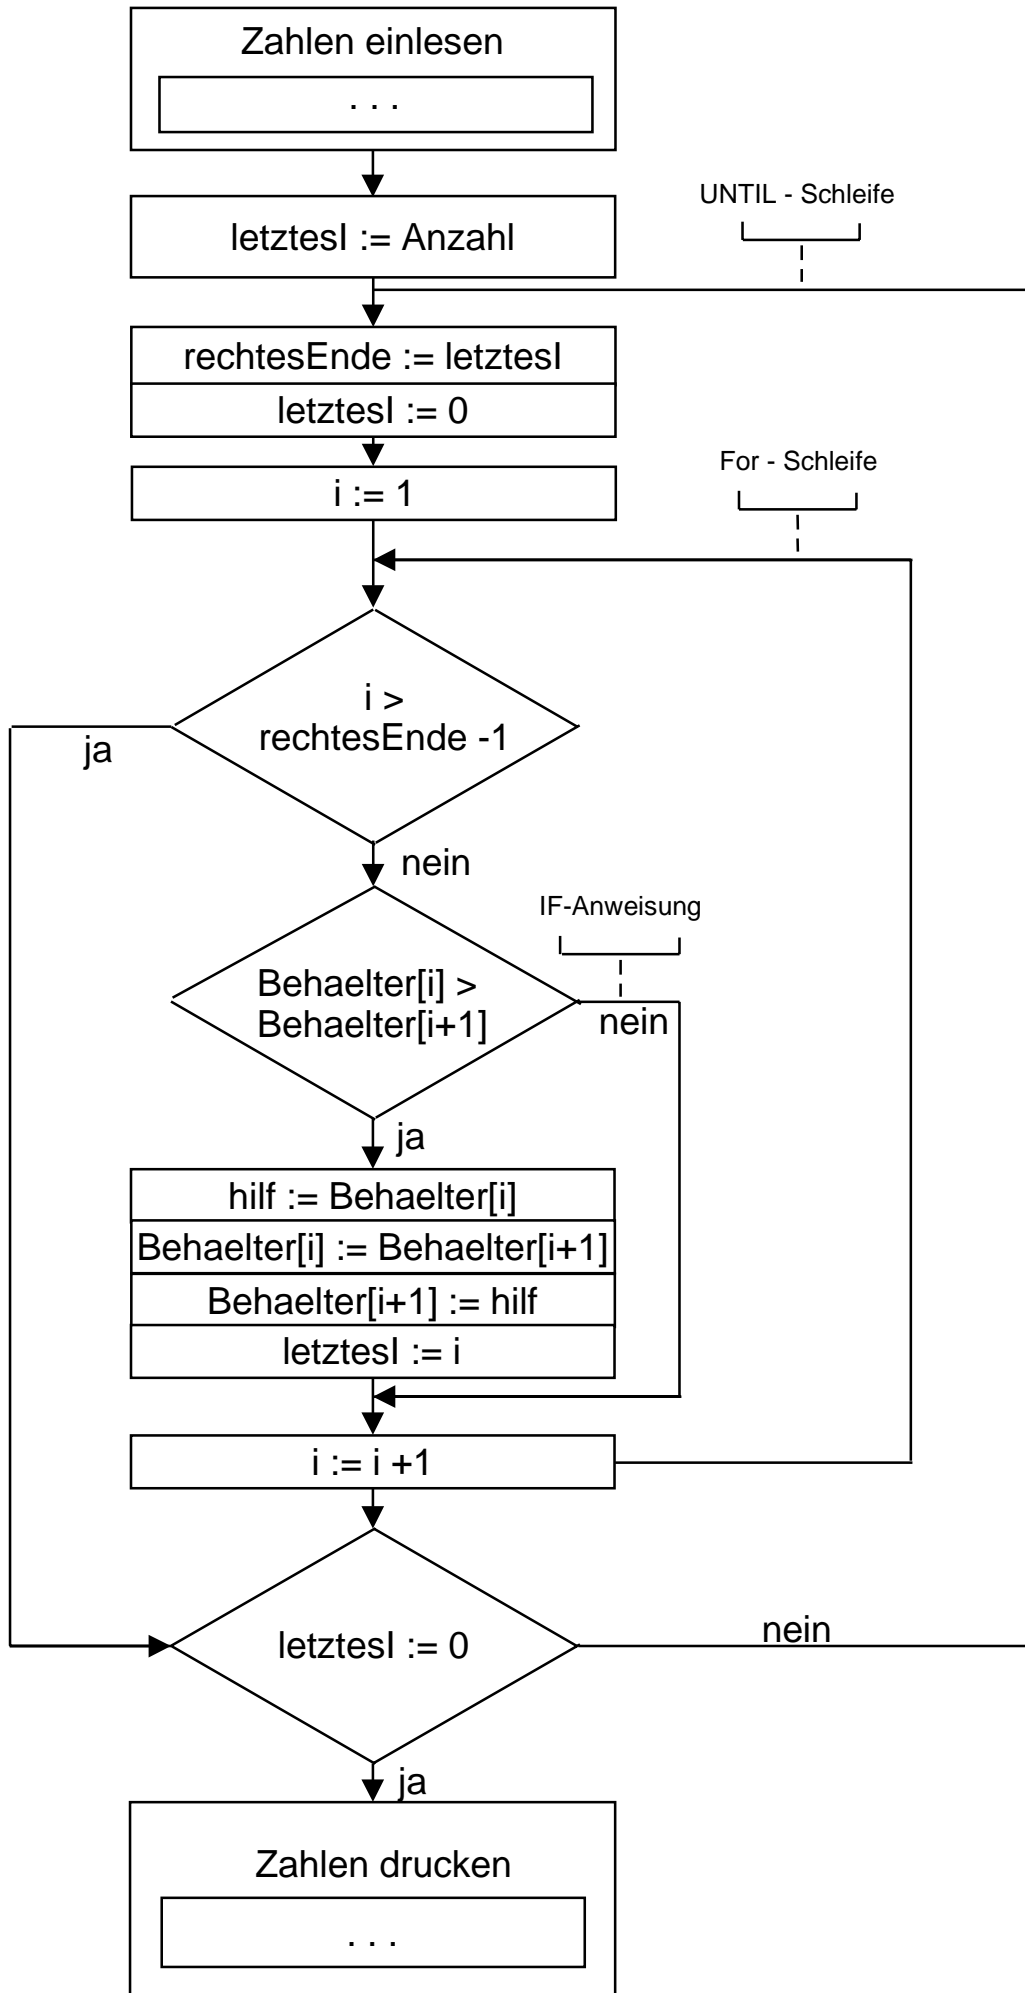 Zahlen einlesen
. . .
UNTIL - Schleife
letztesI := Anzahl
rechtesEnde := letztesI
letztesI := 0
For - Schleife
i := 1
i >
rechtesEnde -1
ja
nein
IF-Anweisung
Behaelter[i] >
Behaelter[i+1]
nein
ja
hilf := Behaelter[i]
Behaelter[i] := Behaelter[i+1]
Behaelter[i+1] := hilf
letztesI := i
i := i +1
letztesI := 0
nein
ja
Zahlen drucken
. . .